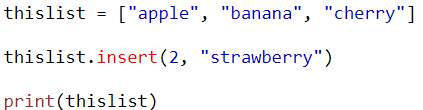 thislist = ["apple", "banana", "cherry"]
thislist.insert(2, "strawberry")
print(thislist)